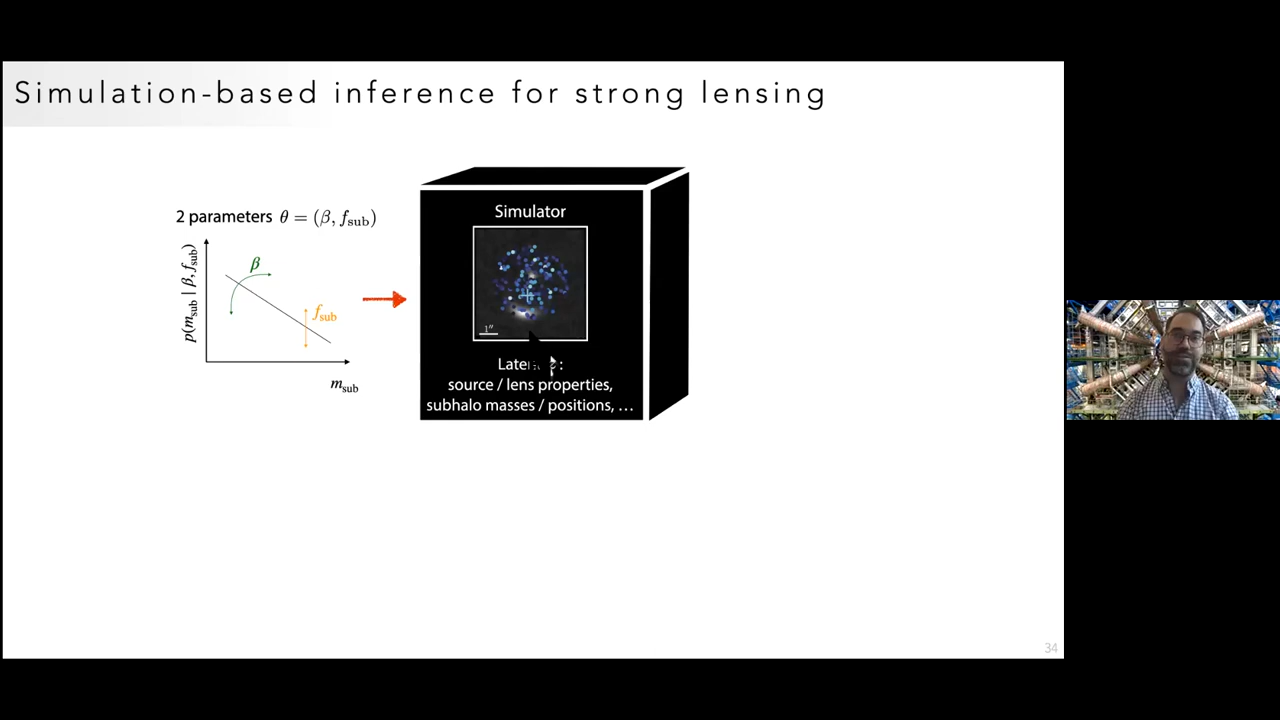 Simulation-based inference for strong lensing
2 parameters θ = (β, f_sub)
p(m_sub | β, f_sub)
β
f_sub
m_sub
Simulator
1″
source / lens properties,
subhalo masses / positions, …
34